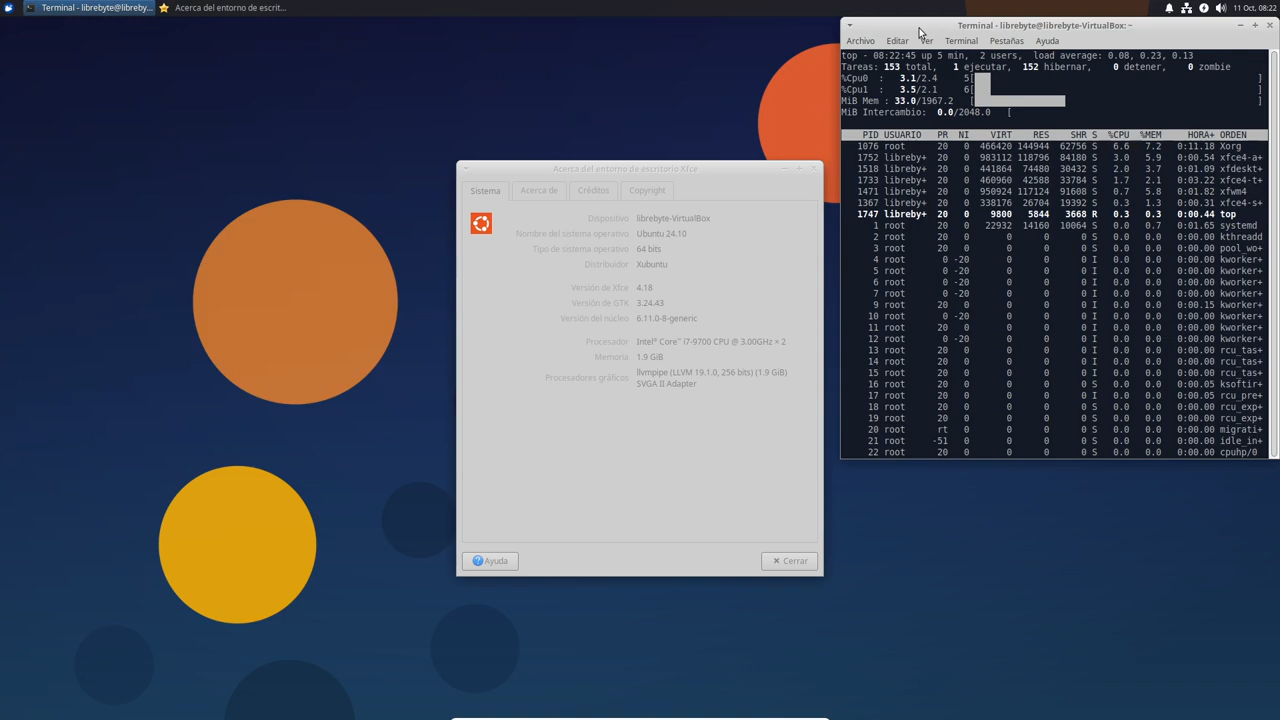 Terminal - librebyte@libreby...
Acerca del entorno de escrit...
11 Oct, 08:22
Terminal - librebyte@librebyte-VirtualBox: ~
Archivo Editar Ver Terminal Pestañas Ayuda
top - 08:22:45 up 5 min, 2 users, load average: 0.08, 0.23, 0.13
Tareas: 153 total, 1 ejecutar, 152 hibernar, 0 detener, 0 zombie
%Cpu0 : 3.1/2.4 5[ ]
%Cpu1 : 3.5/2.1 6[ ]
MiB Mem : 33.0/1967.2 [ ]
MiB Intercambio: 0.0/2048.0 [
PID USUARIO PR NI VIRT RES SHR S %CPU %MEM HORA+ ORDEN
1076 root 20 0 466420 144944 62756 S 6.6 7.2 0:11.18 Xorg
1752 libreby+ 20 0 983112 118796 84180 S 3.0 5.9 0:00.54 xfce4-a+
1518 libreby+ 20 0 441864 74480 30432 S 2.0 3.7 0:01.09 xfdeskt+
1733 libreby+ 20 0 460960 42588 33784 S 1.7 2.1 0:03.22 xfce4-t+
1471 libreby+ 20 0 950924 117124 91608 S 0.7 5.8 0:01.82 xfwm4
1367 libreby+ 20 0 338176 26704 19392 S 0.3 1.3 0:00.31 xfce4-s+
1747 libreby+ 20 0 9800 5844 3668 R 0.3 0.3 0:00.44 top
1 root 20 0 22932 14160 10064 S 0.0 0.7 0:01.65 systemd
2 root 20 0 0 0 0 S 0.0 0.0 0:00.00 kthreadd
3 root 20 0 0 0 0 S 0.0 0.0 0:00.00 pool_wo+
4 root 0 -20 0 0 0 I 0.0 0.0 0:00.00 kworker+
5 root 0 -20 0 0 0 I 0.0 0.0 0:00.00 kworker+
6 root 0 -20 0 0 0 I 0.0 0.0 0:00.00 kworker+
7 root 0 -20 0 0 0 I 0.0 0.0 0:00.00 kworker+
9 root 20 0 0 0 0 I 0.0 0.0 0:00.15 kworker+
10 root 0 -20 0 0 0 I 0.0 0.0 0:00.00 kworker+
11 root 20 0 0 0 0 I 0.0 0.0 0:00.00 kworker+
12 root 0 -20 0 0 0 I 0.0 0.0 0:00.00 kworker+
13 root 20 0 0 0 0 I 0.0 0.0 0:00.00 rcu_tas+
14 root 20 0 0 0 0 I 0.0 0.0 0:00.00 rcu_tas+
15 root 20 0 0 0 0 I 0.0 0.0 0:00.00 rcu_tas+
16 root 20 0 0 0 0 S 0.0 0.0 0:00.05 ksoftir+
17 root 20 0 0 0 0 I 0.0 0.0 0:00.05 rcu_pre+
18 root 20 0 0 0 0 S 0.0 0.0 0:00.00 rcu_exp+
19 root 20 0 0 0 0 S 0.0 0.0 0:00.00 rcu_exp+
20 root rt 0 0 0 0 S 0.0 0.0 0:00.00 migrati+
21 root -51 0 0 0 0 S 0.0 0.0 0:00.00 idle_in+
22 root 20 0 0 0 0 S 0.0 0.0 0:00.00 cpuhp/0
Acerca del entorno de escritorio Xfce
Sistema Acerca de Créditos Copyright
Dispositivo librebyte-VirtualBox
Nombre del sistema operativo Ubuntu 24.10
Tipo de sistema operativo 64 bits
Distribuidor Xubuntu
Versión de Xfce 4.18
Versión de GTK 3.24.43
Versión del núcleo 6.11.0-8-generic
Procesador Intel® Core™ i7-9700 CPU @ 3.00GHz × 2
Memoria 1.9 GiB
Procesadores gráficos llvmpipe (LLVM 19.1.0, 256 bits) (1.9 GiB)
SVGA II Adapter
Ayuda
Cerrar